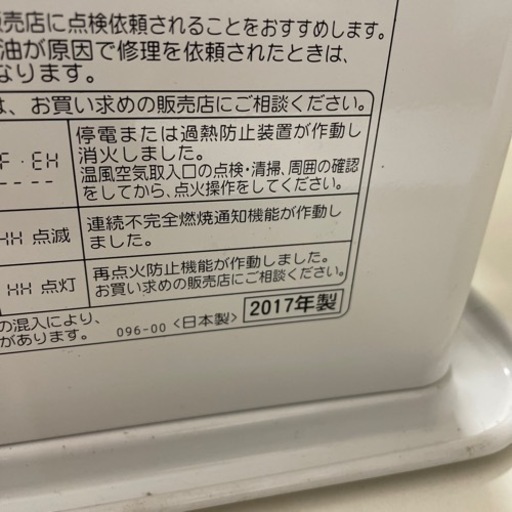 売店に点検依頼されることをおすすめします。
油が原因で修理を依頼されたときは、
なります。
は、お買い求めの販売店にご相談ください。
F・EH
----
停電または過熱防止装置が作動し
消火しました。
温風空気取入口の点検・清掃、周囲の確認
をしてから、点火操作をしてください。
HH 点滅
連続不完全燃焼通知機能が作動し
ました。
HH 点灯
再点火防止機能が作動しました。
お買い求めの販売店にご相談ください。
の混入により、
があります。
096-00 <日本製>
2017年製